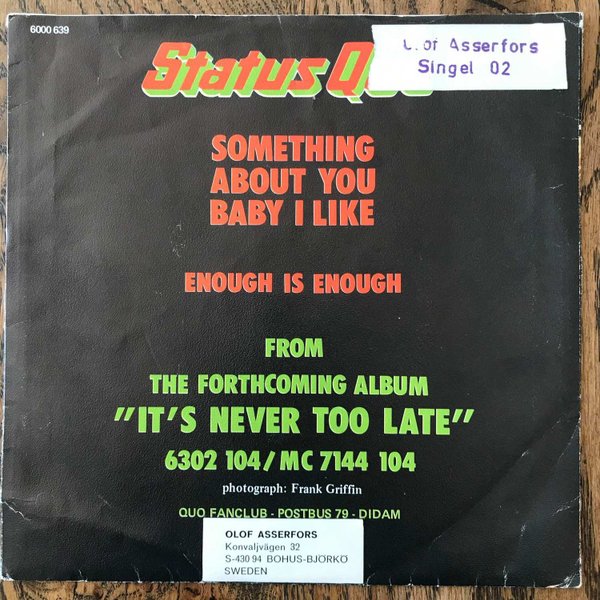 6000 639
Status Quo
Olof Asserfors
Singel 02
SOMETHING
ABOUT YOU
BABY I LIKE
ENOUGH IS ENOUGH
FROM
THE FORTHCOMING ALBUM
"IT'S NEVER TOO LATE"
6302 104/MC 7144 104
photograph: Frank Griffin
QUO FANCLUB - POSTBUS 79 - DIDAM
OLOF ASSERFORS
Konvaljvägen 32
S-430 94 BOHUS-BJÖRKÖ
SWEDEN